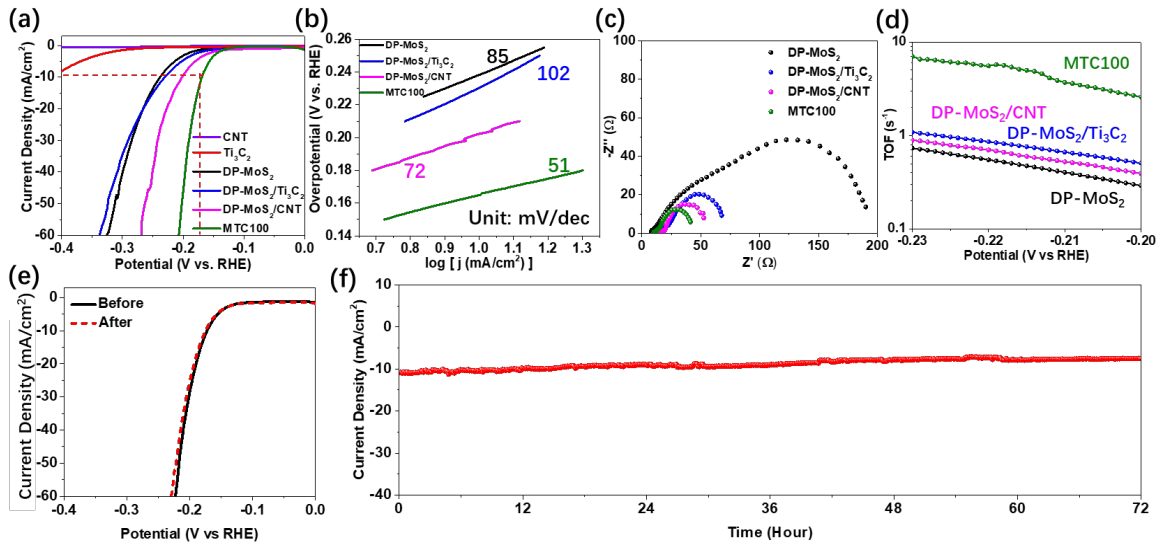 (a)
Current Density (mA/cm²)
0
-10
-20
-30
-40
-50
-60
-0.4
-0.3
-0.2
-0.1
0.0
Potential (V vs. RHE)
CNT
Ti₃C₂
DP-MoS₂
DP-MoS₂/Ti₃C₂
DP-MoS₂/CNT
MTC100
(b)
Overpotential (V vs. RHE)
0.26
0.24
0.22
0.20
0.18
0.16
0.14
0.6
0.7
0.8
0.9
1.0
1.1
1.2
1.3
log [ j (mA/cm²) ]
DP-MoS₂
DP-MoS₂/Ti₃C₂
DP-MoS₂/CNT
MTC100
85
102
72
51
Unit: mV/dec
(c)
-Z'' (Ω)
-100
-80
-60
-40
-20
0
0
50
100
150
200
Z' (Ω)
DP-MoS₂
DP-MoS₂/Ti₃C₂
DP-MoS₂/CNT
MTC100
(d)
TOF (s⁻¹)
10
1
0.1
-0.23
-0.22
-0.21
-0.20
Potential (V vs RHE)
MTC100
DP-MoS₂/CNT
DP-MoS₂/Ti₃C₂
DP-MoS₂
(e)
Current Density (mA/cm²)
0
-10
-20
-30
-40
-50
-60
-0.4
-0.3
-0.2
-0.1
0.0
Potential (V vs RHE)
Before
After
(f)
Current Density (mA/cm²)
10
0
-10
-20
-30
-40
0
12
24
36
48
60
72
Time (Hour)